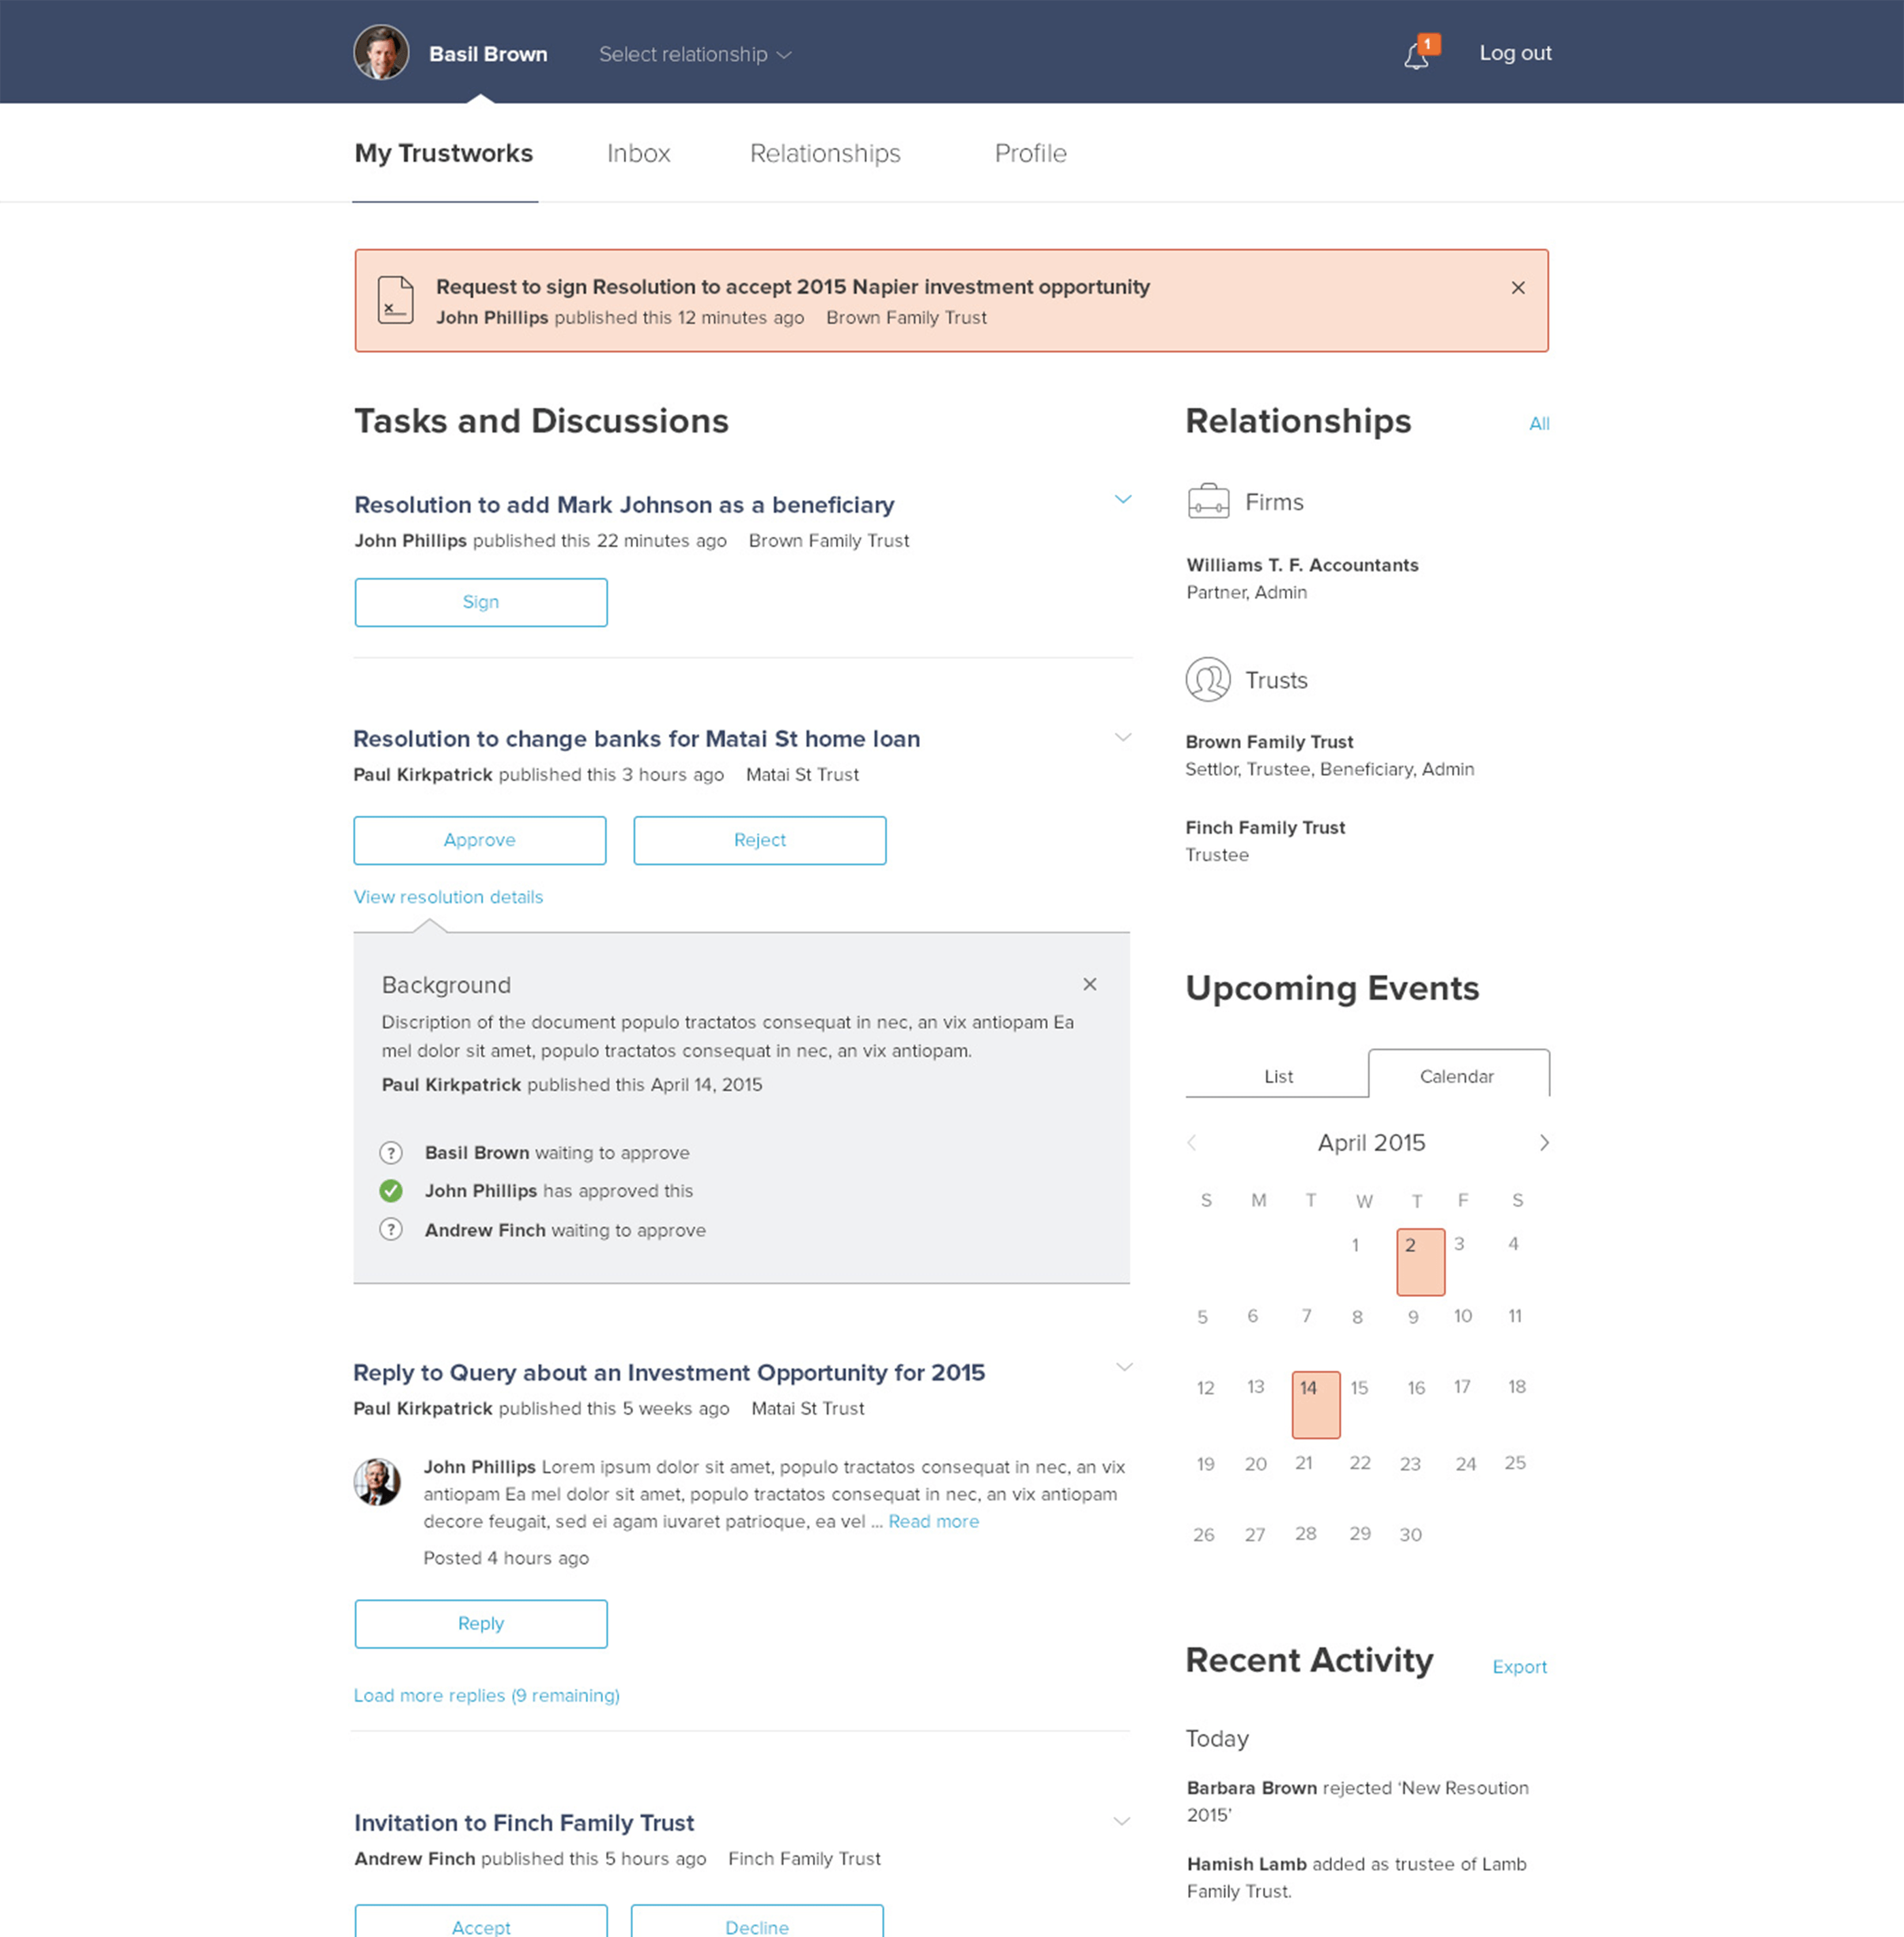 Basil Brown
Select relationship
1
Log out
My Trustworks
Inbox
Relationships
Profile
Request to sign Resolution to accept 2015 Napier investment opportunity
John Phillips published this 12 minutes ago Brown Family Trust
Tasks and Discussions
Resolution to add Mark Johnson as a beneficiary
John Phillips published this 22 minutes ago Brown Family Trust
Sign
Resolution to change banks for Matai St home loan
Paul Kirkpatrick published this 3 hours ago Matai St Trust
Approve
Reject
View resolution details
Background
Discription of the document populo tractatos consequat in nec, an vix antiopam Ea
mel dolor sit amet, populo tractatos consequat in nec, an vix antiopam.
Paul Kirkpatrick published this April 14, 2015
? Basil Brown waiting to approve
John Phillips has approved this
? Andrew Finch waiting to approve
Reply to Query about an Investment Opportunity for 2015
Paul Kirkpatrick published this 5 weeks ago Matai St Trust
John Phillips Lorem ipsum dolor sit amet, populo tractatos consequat in nec, an vix
antiopam Ea mel dolor sit amet, populo tractatos consequat in nec, an vix antiopam
decore feugait, sed ei agam iuvaret patrioque, ea vel ... Read more
Posted 4 hours ago
Reply
Load more replies (9 remaining)
Invitation to Finch Family Trust
Andrew Finch published this 5 hours ago Finch Family Trust
Accept
Decline
Relationships
All
Firms
Williams T. F. Accountants
Partner, Admin
Trusts
Brown Family Trust
Settlor, Trustee, Beneficiary, Admin
Finch Family Trust
Trustee
Upcoming Events
List
Calendar
April 2015
S M T W T F S
1 2 3 4
5 6 7 8 9 10 11
12 13 14 15 16 17 18
19 20 21 22 23 24 25
26 27 28 29 30
Recent Activity
Export
Today
Barbara Brown rejected ‘New Resoution
2015’
Hamish Lamb added as trustee of Lamb
Family Trust.